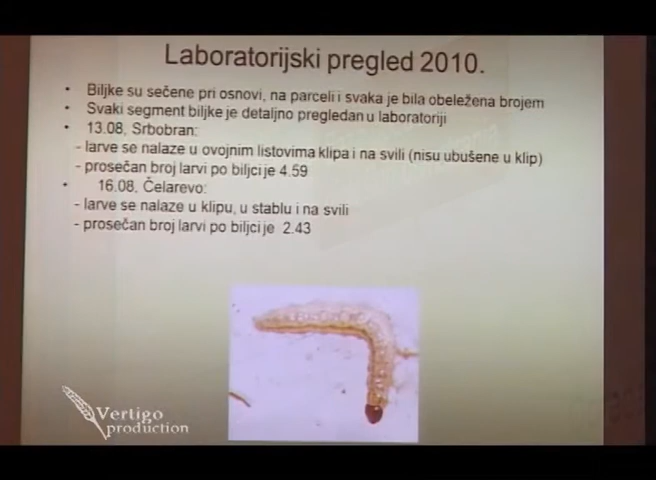 Laboratorijski pregled 2010.
• Biljke su sečene pri osnovi, na parceli i svaka je bila obeležena brojem
• Svaki segment biljke je detaljno pregledan u laboratoriji
• 13.08, Srbobran:
- larve se nalaze u ovojnim listovima klipa i na svili (nisu ubušene u klip)
- prosečan broj larvi po biljci je 4.59
• 16.08, Čelarevo:
- larve se nalaze u klipu, u stablu i na svili
- prosečan broj larvi po biljci je 2.43
Vertigo
production